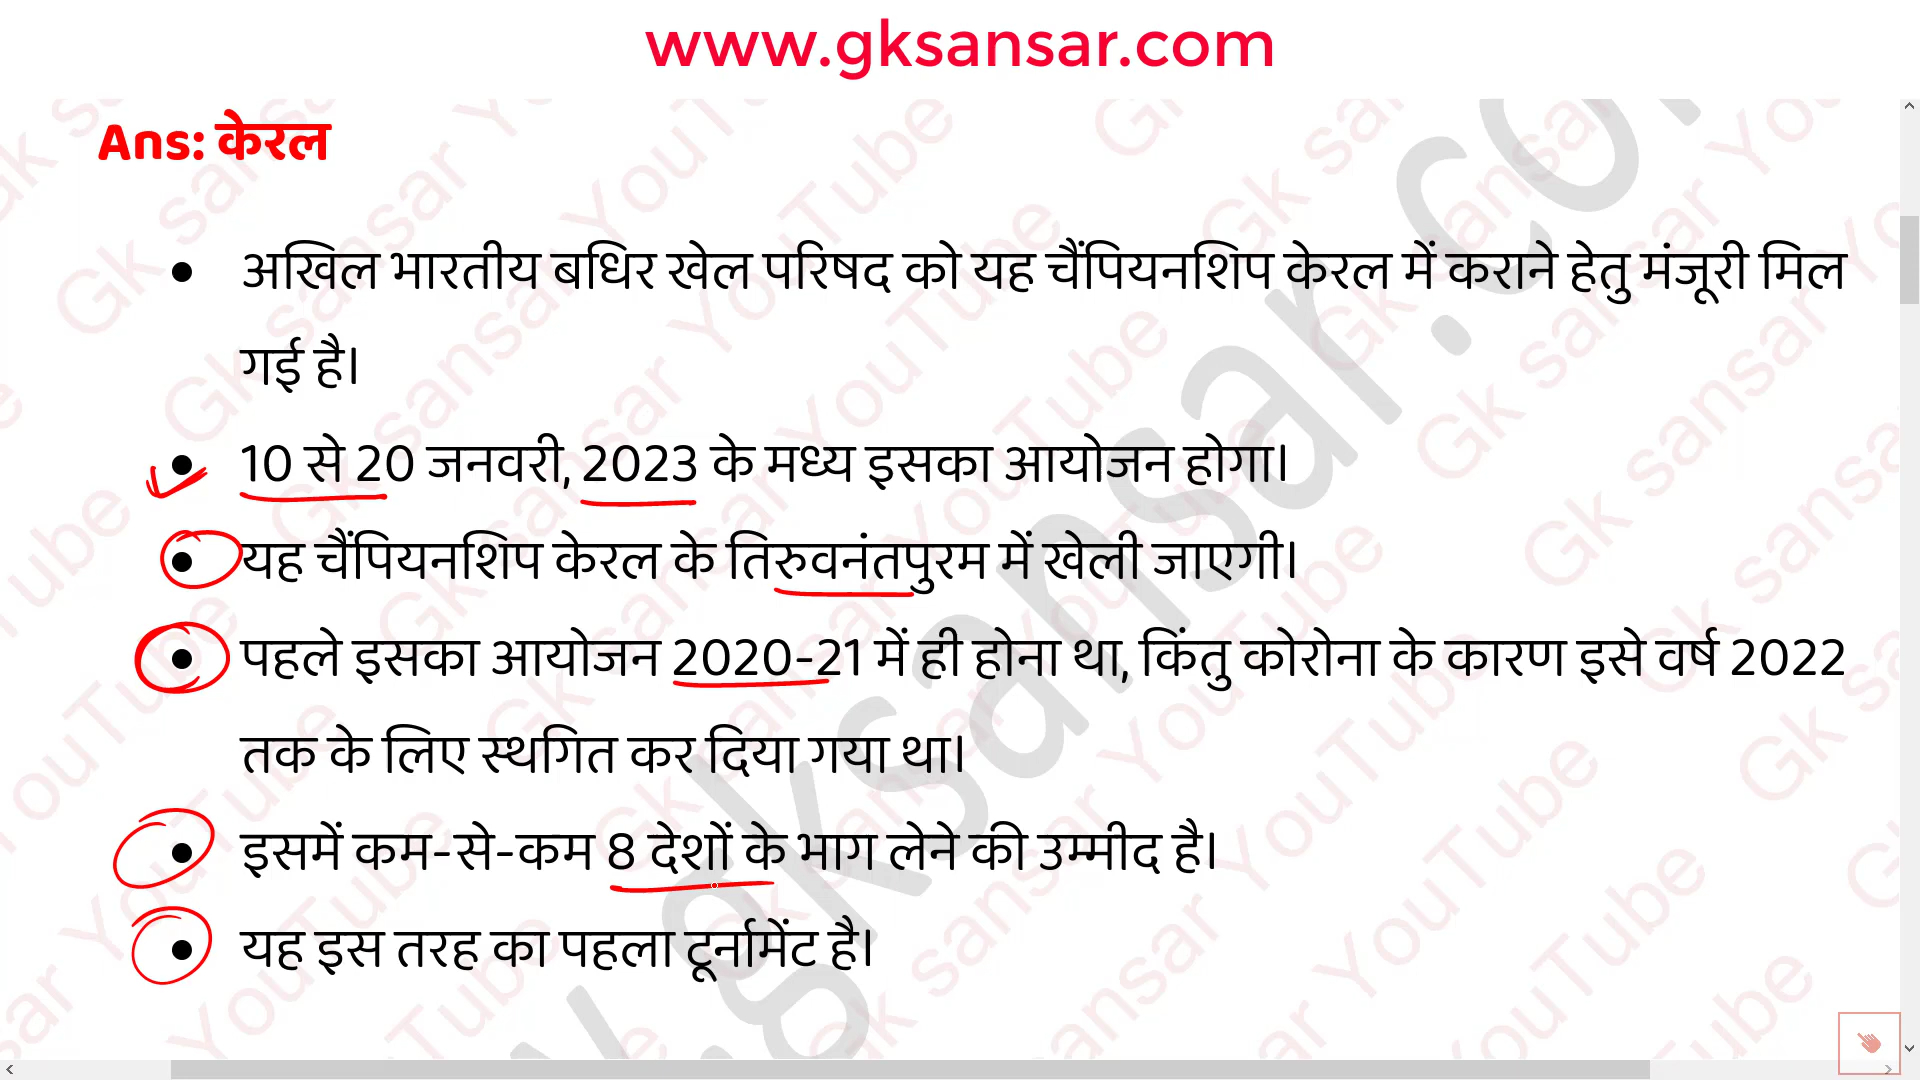 www.gksansar.com
Ans: केरल
• अखिल भारतीय बधिर खेल परिषद को यह चैंपियनशिप केरल में कराने हेतु मंजूरी मिल
गई है।
• 10 से 20 जनवरी, 2023 के मध्य इसका आयोजन होगा।
• यह चैंपियनशिप केरल के तिरुवनंतपुरम में खेली जाएगी।
• पहले इसका आयोजन 2020-21 में ही होना था, किंतु कोरोना के कारण इसे वर्ष 2022
तक के लिए स्थगित कर दिया गया था।
• इसमें कम-से-कम 8 देशों के भाग लेने की उम्मीद है।
• यह इस तरह का पहला टूर्नामेंट है।